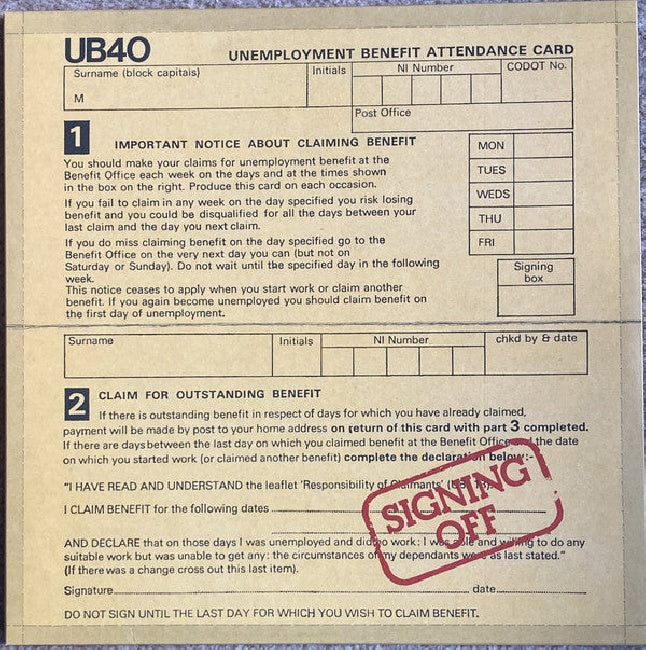 UB40 UNEMPLOYMENT BENEFIT ATTENDANCE CARD
Surname (block capitals) Initials NI Number CODOT No.
M
Post Office
1 IMPORTANT NOTICE ABOUT CLAIMING BENEFIT
You should make your claims for unemployment benefit at the
Benefit Office each week on the days and at the times shown
in the box on the right. Produce this card on each occasion.
If you fail to claim in any week on the day specified you risk losing
benefit and you could be disqualified for all the days between your
last claim and the day you next claim.
If you do miss claiming benefit on the day specified go to the
Benefit Office on the very next day you can (but not on
Saturday or Sunday). Do not wait until the specified day in the following
week.
This notice ceases to apply when you start work or claim another
benefit. If you again become unemployed you should claim benefit on
the first day of unemployment.
MON
TUES
WEDS
THU
FRI
Signing
box
Surname Initials NI Number chkd by & date
2 CLAIM FOR OUTSTANDING BENEFIT
If there is outstanding benefit in respect of days for which you have already claimed,
payment will be made by post to your home address on return of this card with part 3 completed.
If there are days between the last day on which you claimed benefit at the Benefit Office and the date
on which you started work (or claimed another benefit) complete the declaration below:-
"I HAVE READ AND UNDERSTAND the leaflet 'Responsibility of Claimants' (
I CLAIM BENEFIT for the following dates
AND DECLARE that on those days I was unemployed and did no work: I was able and willing to do any
suitable work but was unable to get any: the circumstances of my dependants were as last stated."
(If there was a change cross out this last item).
Signature date
DO NOT SIGN UNTIL THE LAST DAY FOR WHICH YOU WISH TO CLAIM BENEFIT.
SIGNING
OFF